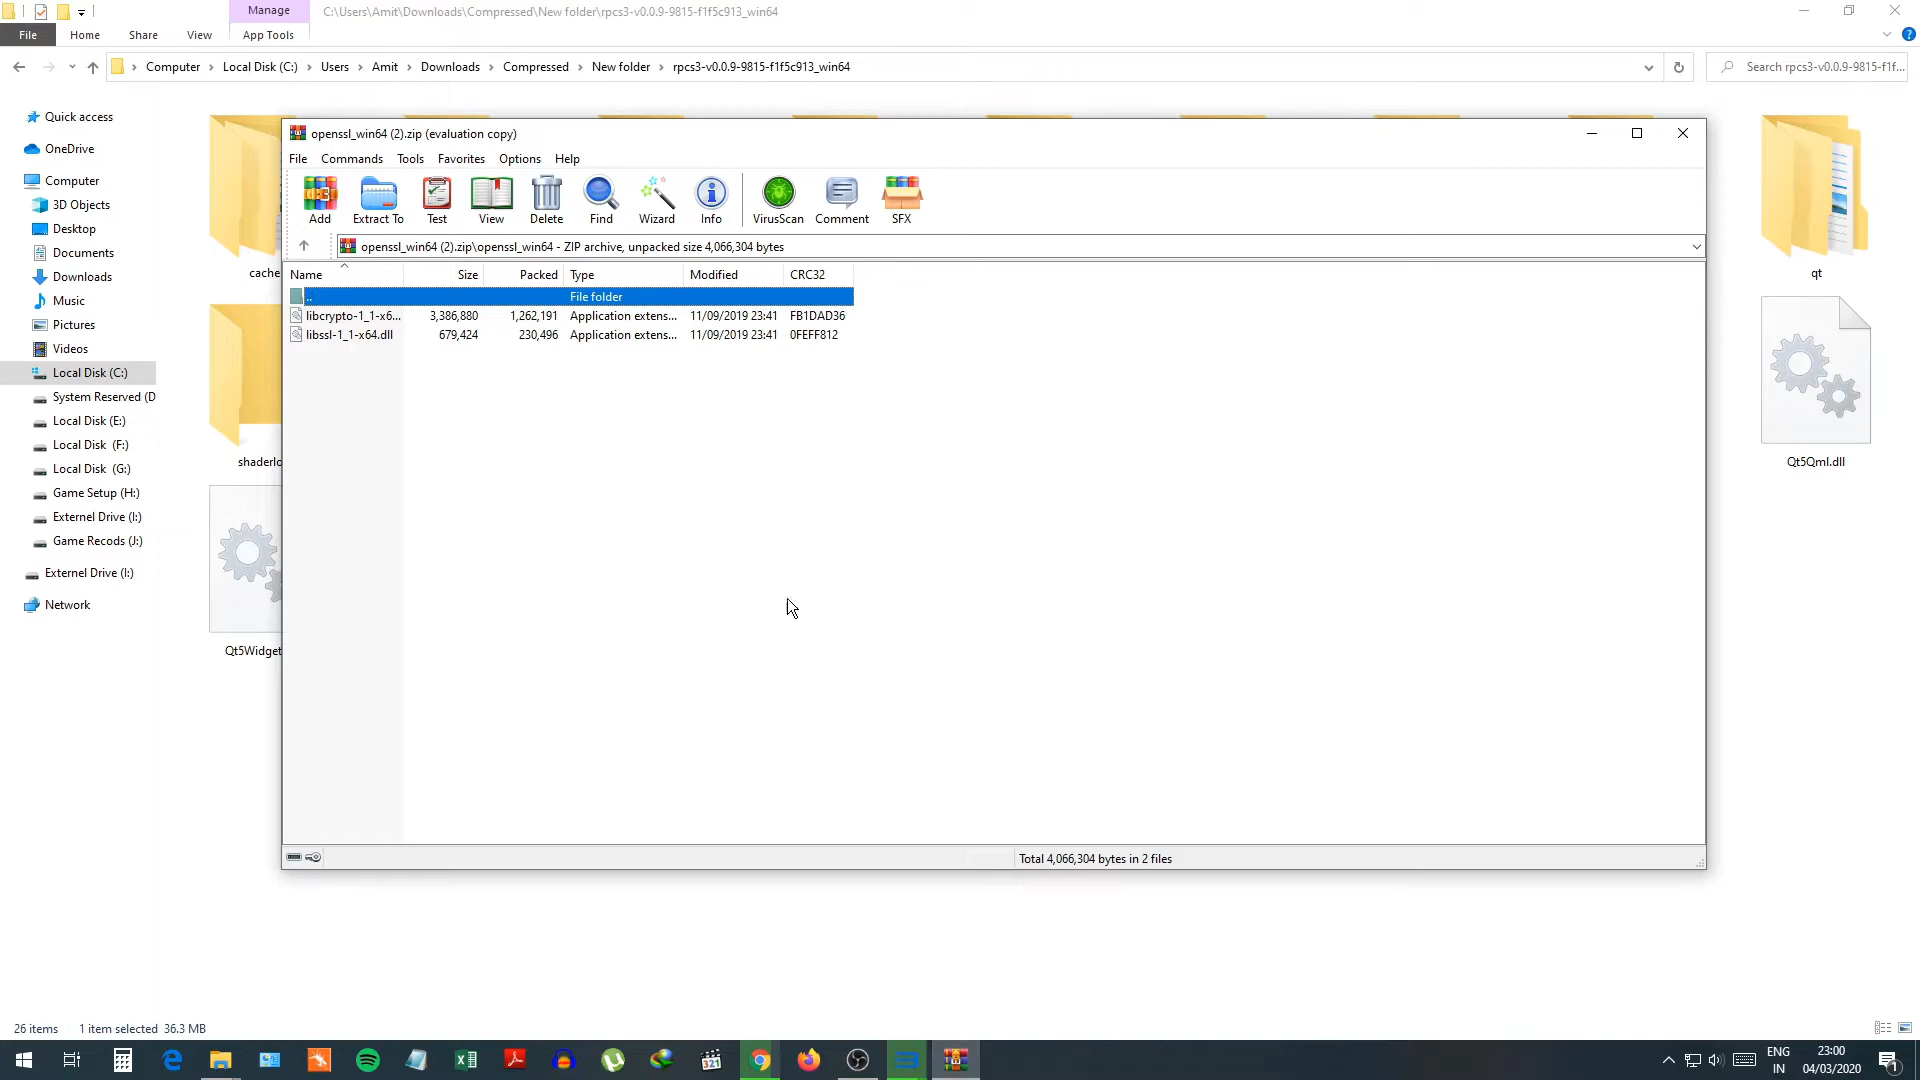 Manage
C:\Users\Amit\Downloads\Compressed\New folder\rpcs3-v0.0.9-9815-f1f5c913_win64
File
Home
Share
View
App Tools
Computer
Local Disk (C:)
Users
Amit
Downloads
Compressed
New folder
rpcs3-v0.0.9-9815-f1f5c913_win64
Search rpcs3-v0.0.9-9815-f1f...
Quick access
OneDrive
Computer
3D Objects
Desktop
Documents
Downloads
Music
Pictures
Videos
Local Disk (C:)
System Reserved (D
Local Disk (E:)
Local Disk (F:)
Local Disk (G:)
Game Setup (H:)
Externel Drive (I:)
Game Recods (J:)
Externel Drive (I:)
Network
cache
shaderlo
Qt5Widget
qt
Qt5Qml.dll
openssl_win64 (2).zip (evaluation copy)
File Commands Tools Favorites Options Help
Add
Extract To
Test
View
Delete
Find
Wizard
Info
VirusScan
Comment
SFX
openssl_win64 (2).zip\openssl_win64 - ZIP archive, unpacked size 4,066,304 bytes
Name Size Packed Type Modified CRC32
.. File folder
libcrypto-1_1-x6... 3,386,880 1,262,191 Application extens... 11/09/2019 23:41 FB1DAD36
libssl-1_1-x64.dll 679,424 230,496 Application extens... 11/09/2019 23:41 0FEFF812
Total 4,066,304 bytes in 2 files
26 items 1 item selected 36.3 MB
321
ENG
IN
23:00
04/03/2020
1